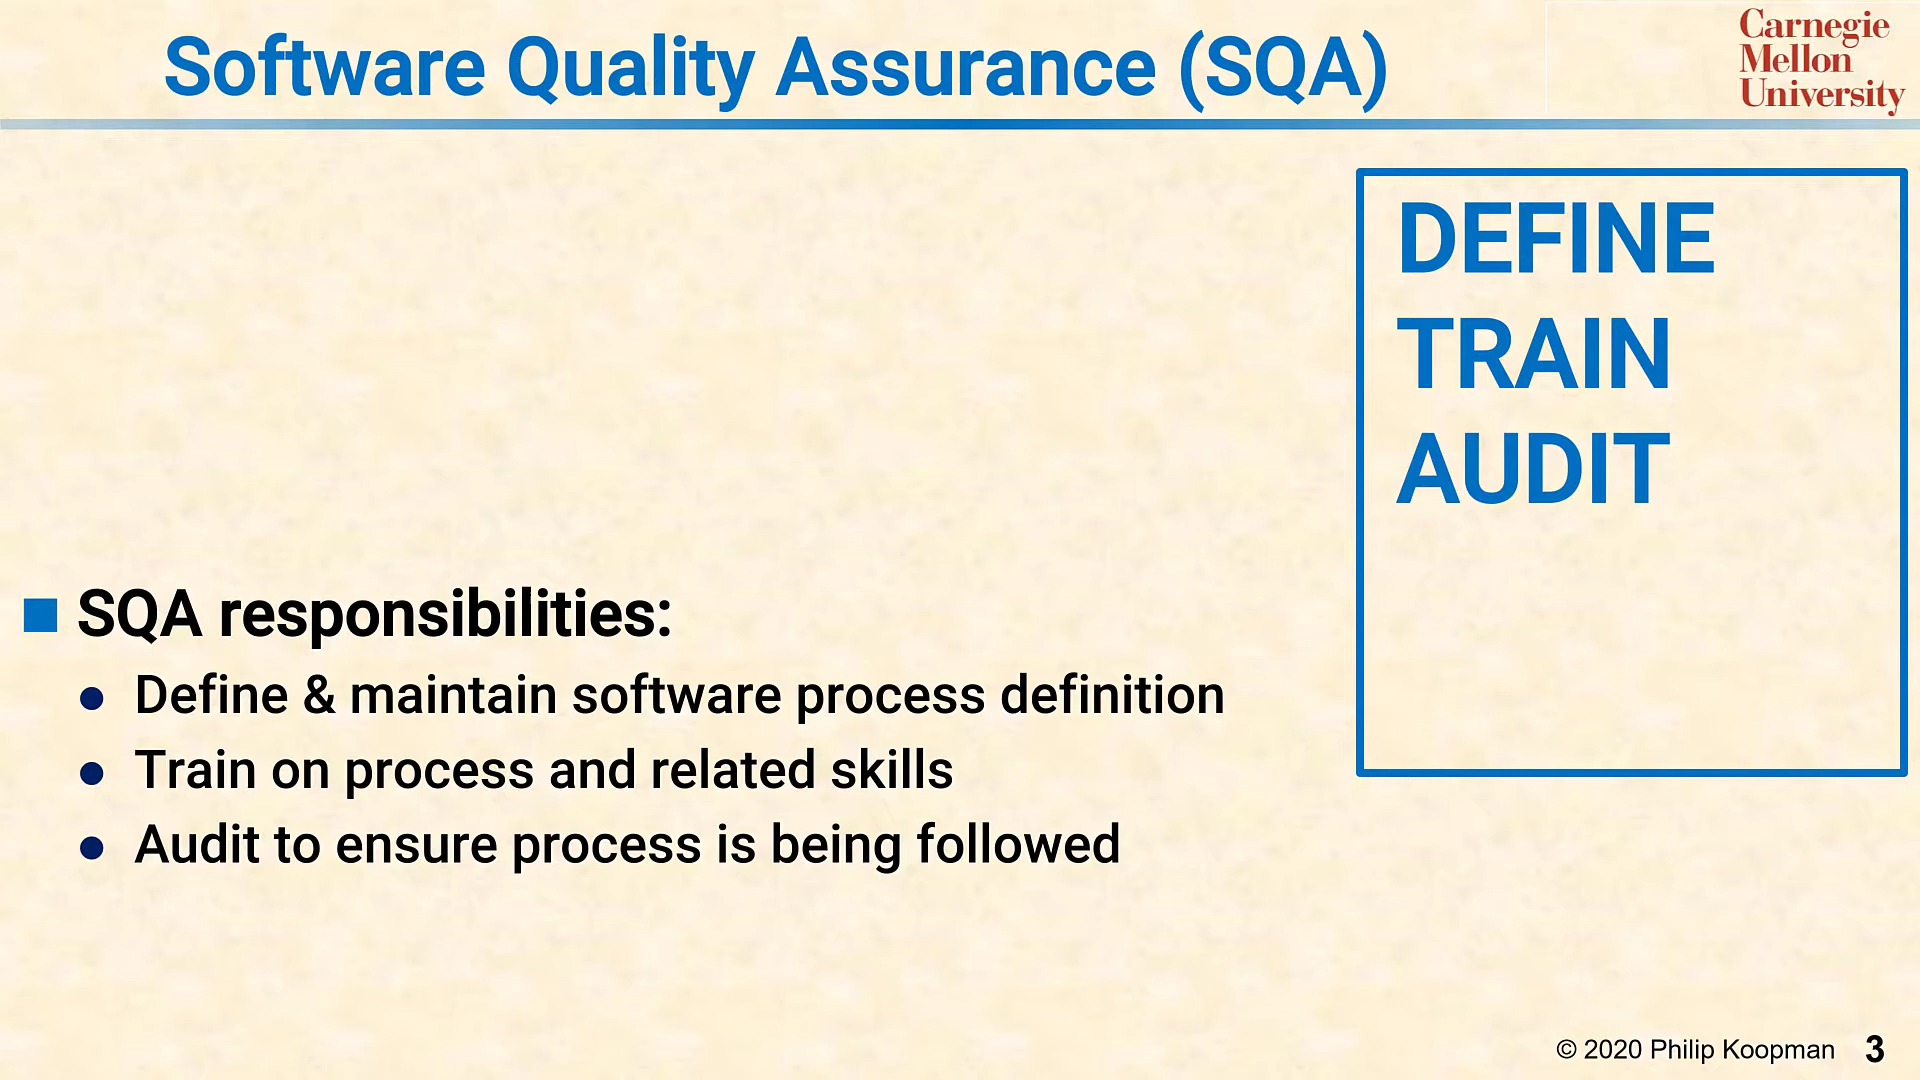 Software Quality Assurance (SQA)
Carnegie
Mellon
University
DEFINE
TRAIN
AUDIT
SQA responsibilities:
Define & maintain software process definition
Train on process and related skills
Audit to ensure process is being followed
© 2020 Philip Koopman 3